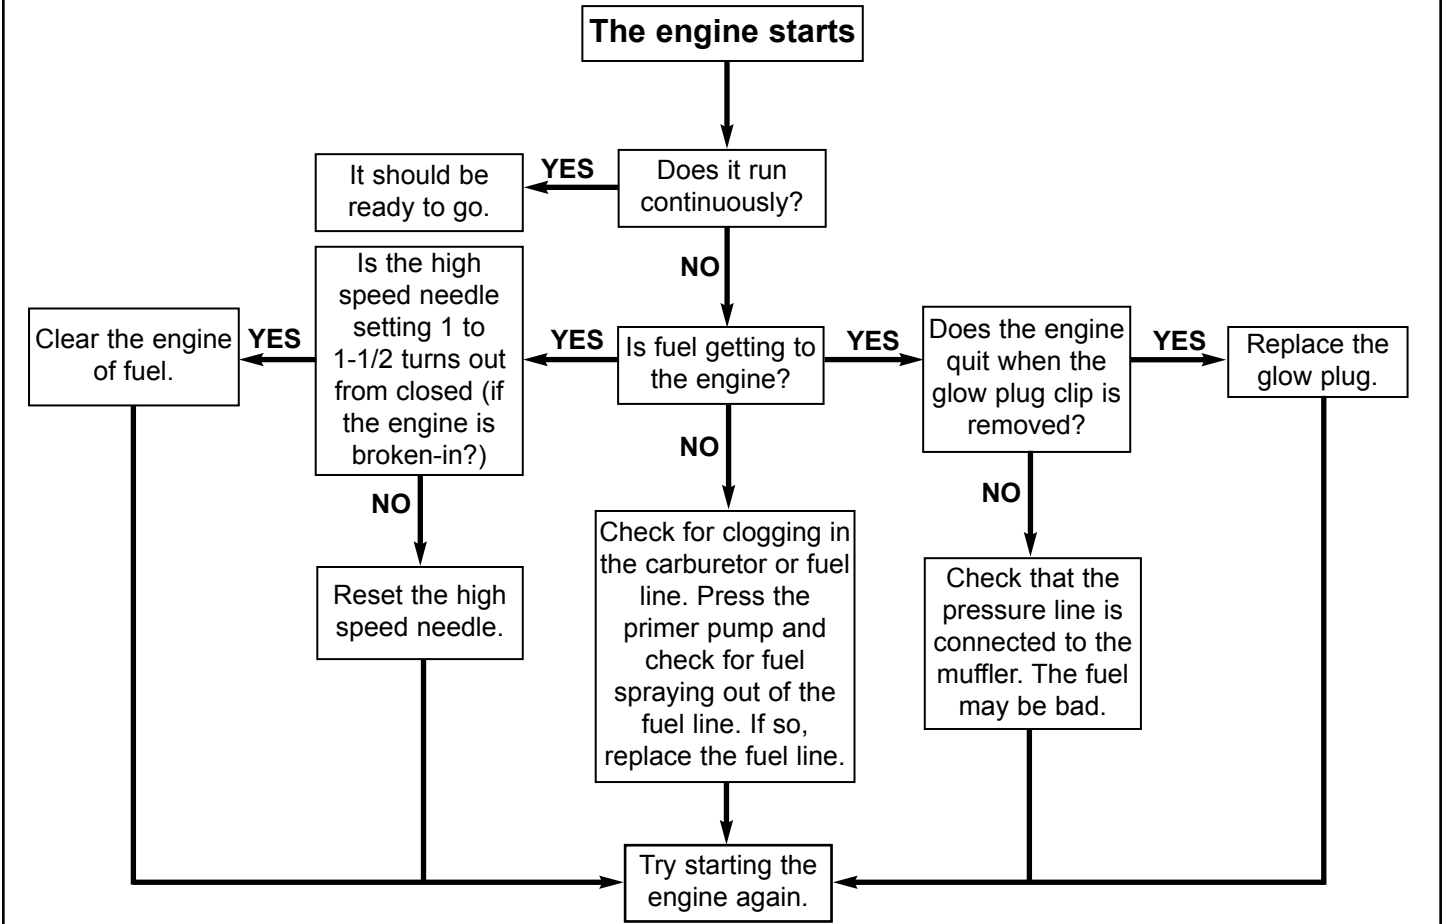 The engine starts
Does it run
continuously?
YES
It should be
ready to go.
NO
Is fuel getting to
the engine?
YES
Is the high
speed needle
setting 1 to
1-1/2 turns out
from closed (if
the engine is
broken-in?)
YES
Clear the engine
of fuel.
NO
Reset the high
speed needle.
YES
Does the engine
quit when the
glow plug clip is
removed?
YES
Replace the
glow plug.
NO
Check that the
pressure line is
connected to the
muffler. The fuel
may be bad.
NO
Check for clogging in
the carburetor or fuel
line. Press the
primer pump and
check for fuel
spraying out of the
fuel line. If so,
replace the fuel line.
Try starting the
engine again.